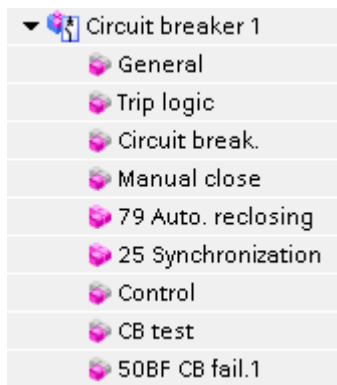 Circuit breaker 1
General
Trip logic
Circuit break.
Manual close
79 Auto. reclosing
25 Synchronization
Control
CB test
50BF CB fail.1